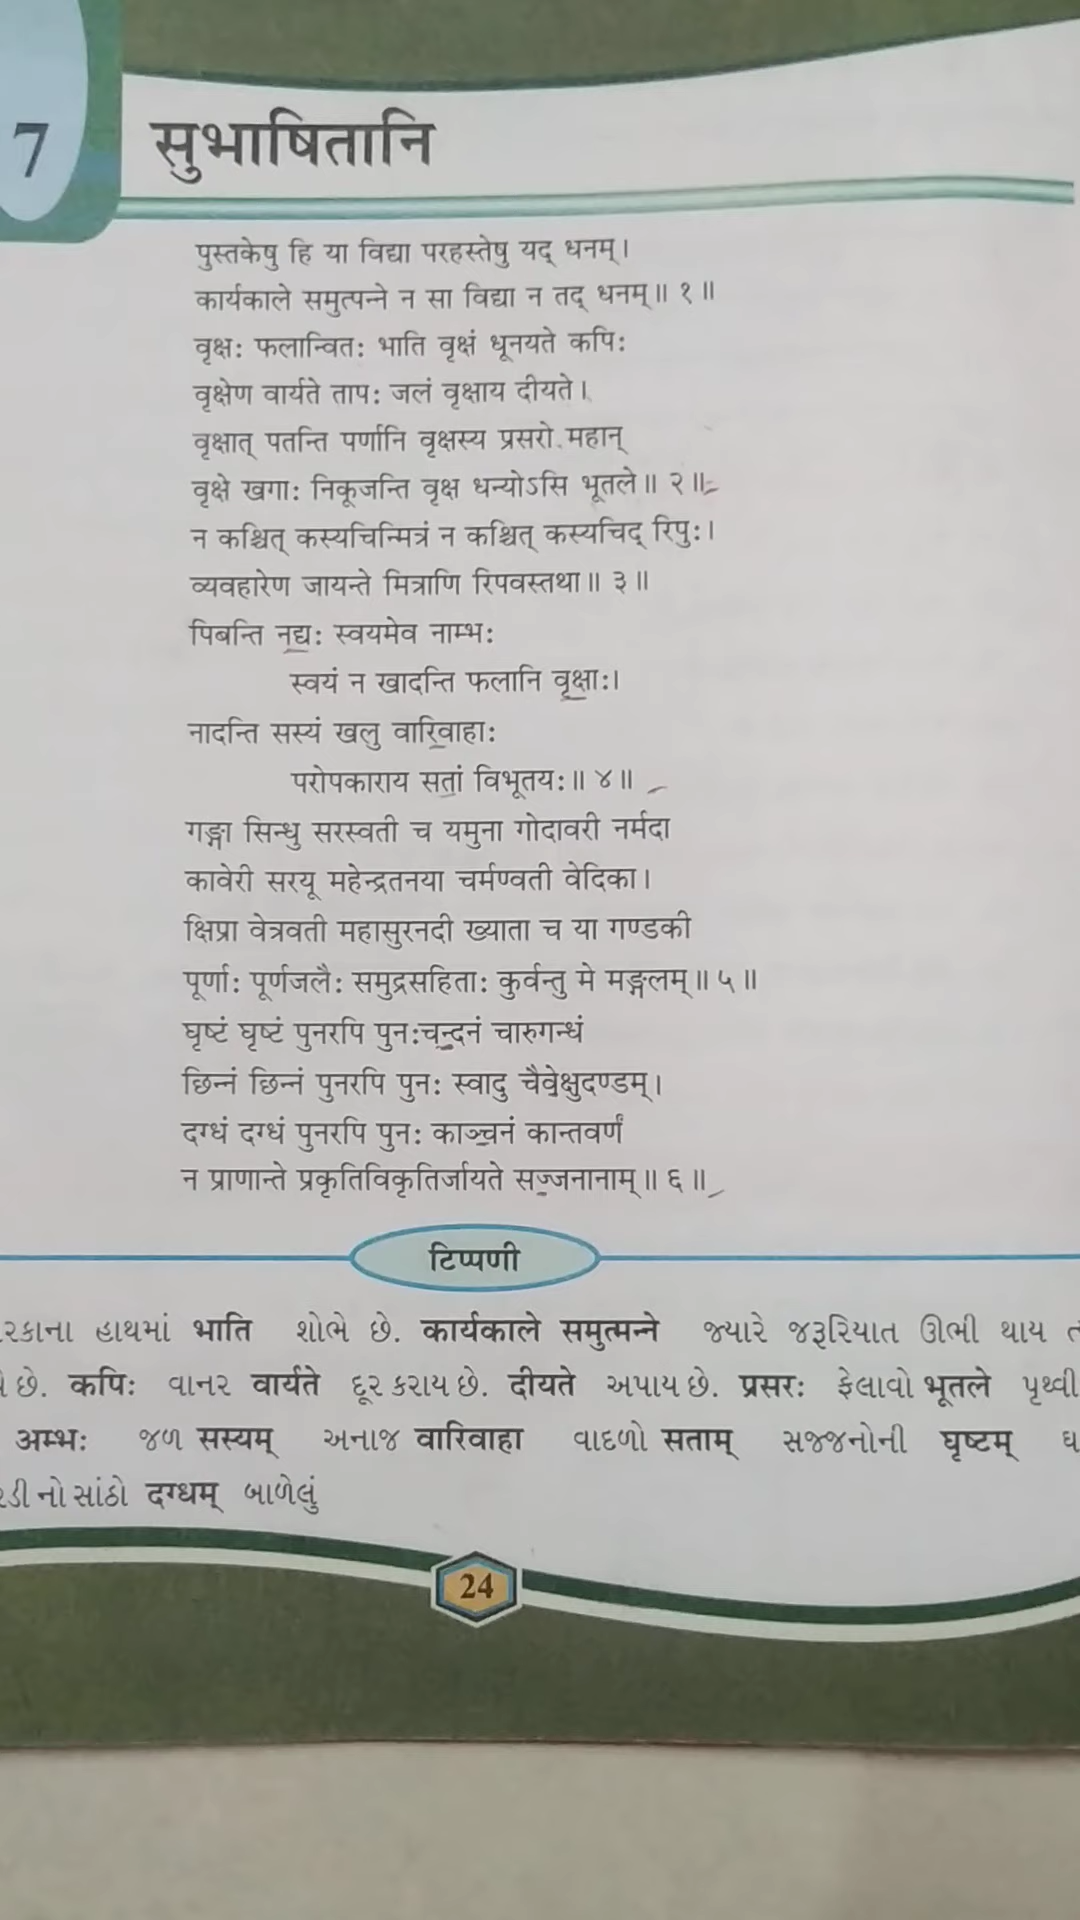 7
सुभाषितानि
पुस्तकेषु हि या विद्या परहस्तेषु यद् धनम्।
कार्यकाले समुत्पन्ने न सा विद्या न तद् धनम्॥ १॥
वृक्षः फलान्वितः भाति वृक्षं धूनयते कपिः
वृक्षेण वार्यते तापः जलं वृक्षाय दीयते।
वृक्षात् पतन्ति पर्णानि वृक्षस्य प्रसरो महान्
वृक्षे खगाः निकूजन्ति वृक्ष धन्योऽसि भूतले॥ २॥
न कश्चित् कस्यचिन्मित्रं न कश्चित् कस्यचिद् रिपुः।
व्यवहारेण जायन्ते मित्राणि रिपवस्तथा॥ ३॥
पिबन्ति नद्यः स्वयमेव नाम्भः
स्वयं न खादन्ति फलानि वृक्षाः।
नादन्ति सस्यं खलु वारिवाहाः
परोपकाराय सतां विभूतयः॥ ४॥
गङ्गा सिन्धु सरस्वती च यमुना गोदावरी नर्मदा
कावेरी सरयू महेन्द्रतनया चर्मण्वती वेदिका।
क्षिप्रा वेत्रवती महासुरनदी ख्याता च या गण्डकी
पूर्णाः पूर्णजलैः समुद्रसहिताः कुर्वन्तु मे मङ्गलम्॥ ५॥
घृष्टं घृष्टं पुनरपि पुनःचन्दनं चारुगन्धं
छिन्नं छिन्नं पुनरपि पुनः स्वादु चैवेक्षुदण्डम्।
दग्धं दग्धं पुनरपि पुनः काञ्चनं कान्तवर्णं
न प्राणान्ते प्रकृतिविकृतिर्जायते सज्जनानाम्॥ ६॥
टिप्पणी
હાથમાં भाति શોભે છે. कार्यकाले समुत्मन्ने જ્યારે જરૂરિયાત ઊભી થાય
છે. कपिः વાનર वार्यते દૂર કરાય છે. दीयते અપાય છે. प्रसरः ફેલાવો भूतले પૃથ્વી
अम्भः જળ सस्यम् અનાજ वारिवाहा વાદળો सताम् સજ્જનોની घृष्टम्
નો સાંઠો दग्धम् બાળેલું
24